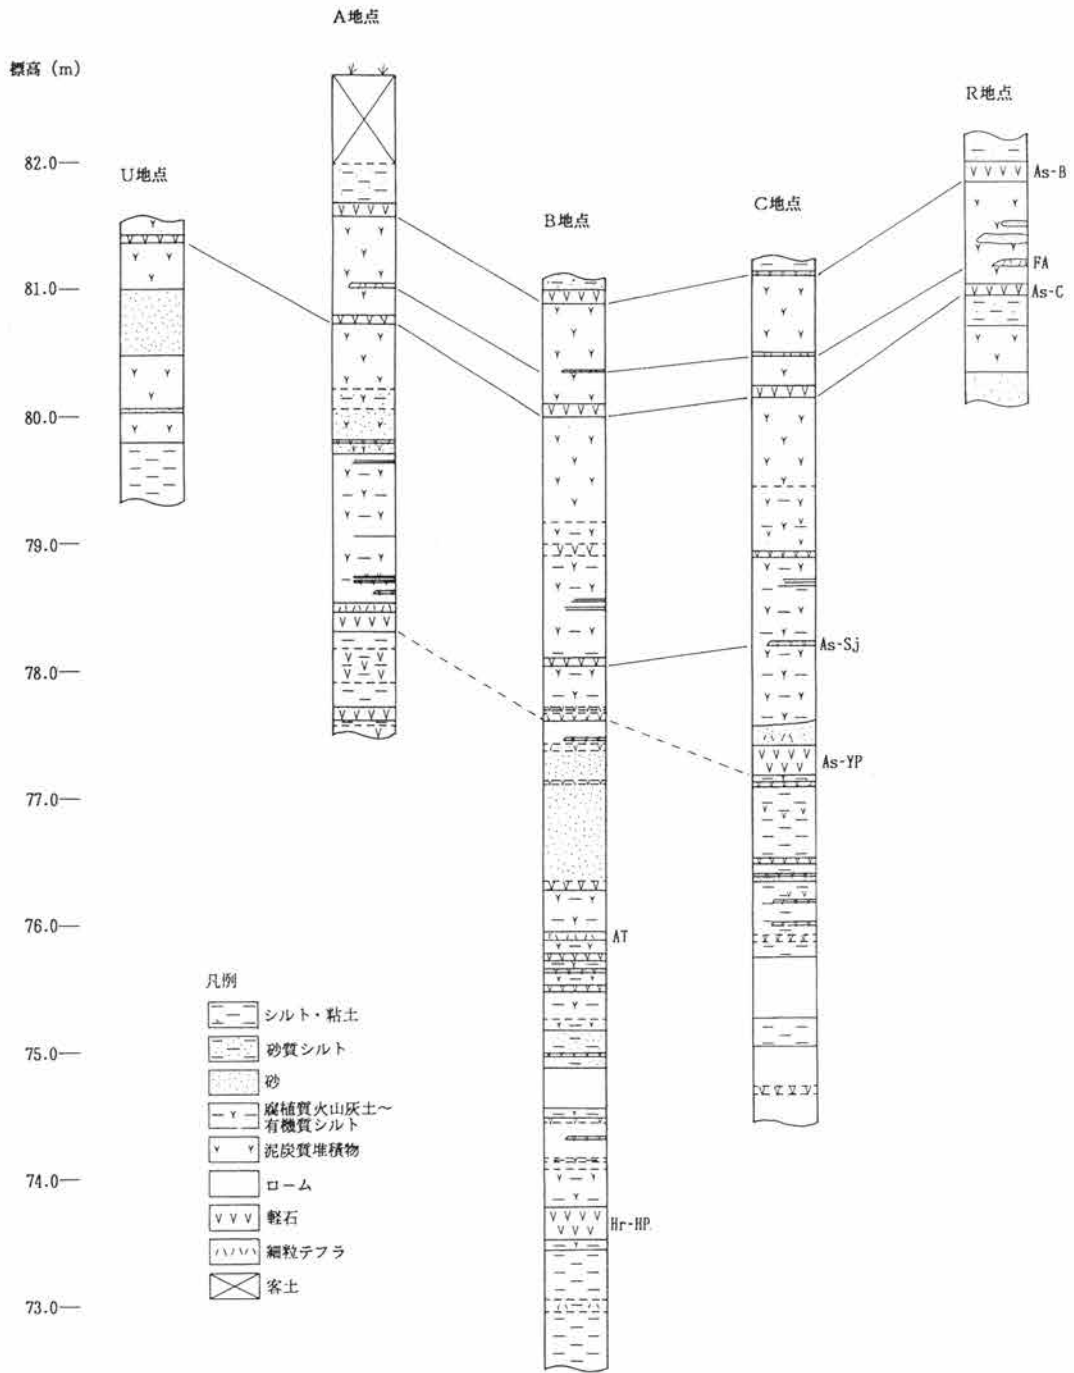 標高 (m)
82.0
81.0
80.0
79.0
78.0
77.0
76.0
75.0
74.0
73.0
U地点
A地点
B地点
AT
Hr-HP
C地点
As-Sj
As-YP
R地点
As-B
FA
As-C
凡例
シルト・粘土
砂質シルト
砂
腐植質火山灰土～
有機質シルト
泥炭質堆積物
ローム
軽石
細粒テフラ
客土